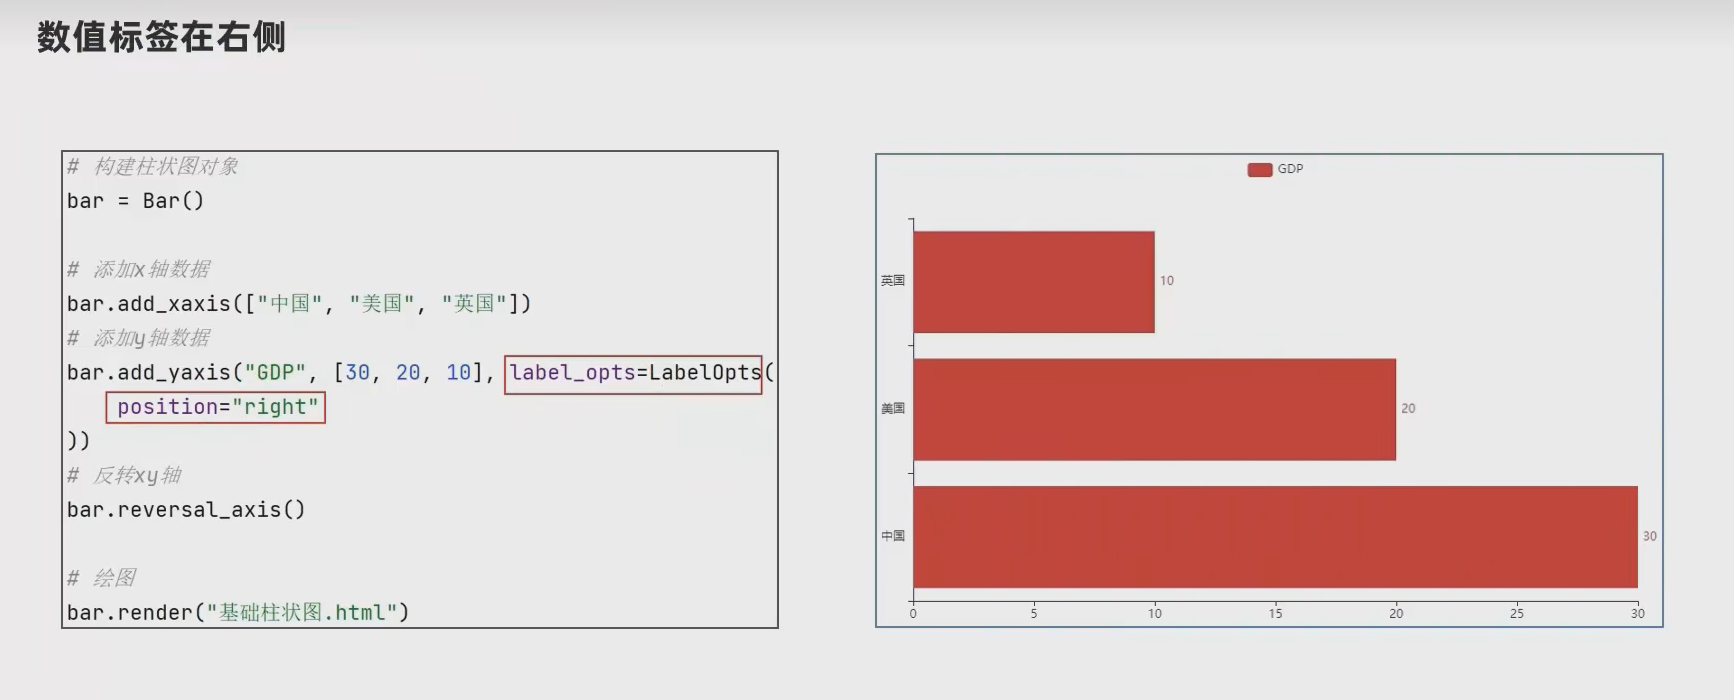 数值标签在右侧
# 构建柱状图对象
bar = Bar()
# 添加x轴数据
bar.add_xaxis(["中国", "美国", "英国"])
# 添加y轴数据
bar.add_yaxis("GDP", [30, 20, 10], label_opts=LabelOpts(
position="right"
))
# 反转xy轴
bar.reversal_axis()
# 绘图
bar.render("基础柱状图.html")
GDP
英国 10
美国 20
中国 30
0 5 10 15 20 25 30